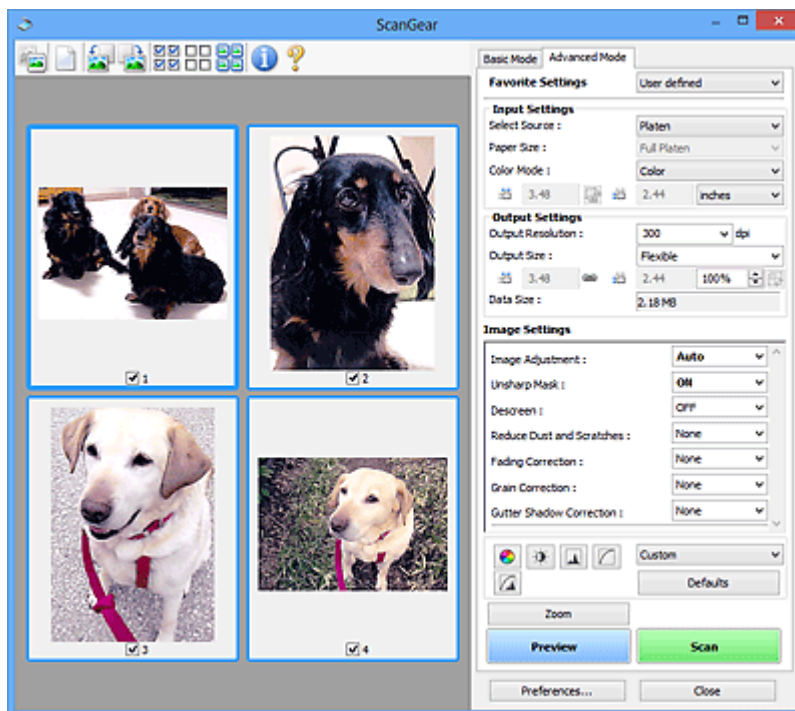 ScanGear
Basic Mode Advanced Mode
Favorite Settings User defined
Input Settings
Select Source : Platen
Paper Size : Full Platen
Color Mode : Color
3.48 2.44 inches
Output Settings
Output Resolution : 300 dpi
Output Size : Flexible
3.48 2.44 100%
Data Size : 2.18 MB
Image Settings
Image Adjustment : Auto
Unsharp Mask : ON
Descreen : OFF
Reduce Dust and Scratches : None
Fading Correction : None
Grain Correction : None
Gutter Shadow Correction : None
Custom
Defaults
Zoom
Preview Scan
Preferences... Close
1 2
3 4